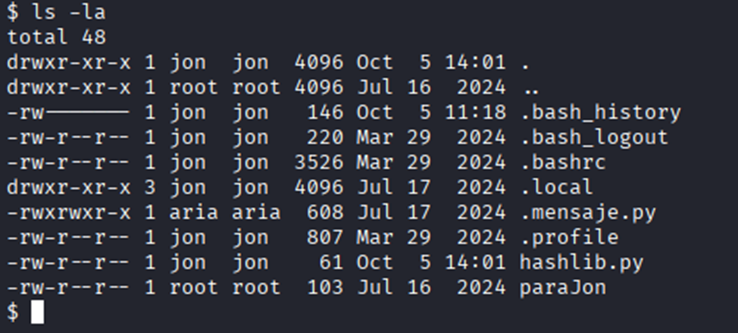 $ ls -la
total 48
drwxr-xr-x 1 jon  jon  4096 Oct  5 14:01 .
drwxr-xr-x 1 root root 4096 Jul 16  2024 ..
-rw------- 1 jon  jon   146 Oct  5 11:18 .bash_history
-rw-r--r-- 1 jon  jon   220 Mar 29  2024 .bash_logout
-rw-r--r-- 1 jon  jon  3526 Mar 29  2024 .bashrc
drwxr-xr-x 3 jon  jon  4096 Jul 17  2024 .local
-rwxrwxr-x 1 aria aria  608 Jul 17  2024 .mensaje.py
-rw-r--r-- 1 jon  jon   807 Mar 29  2024 .profile
-rw-r--r-- 1 jon  jon    61 Oct  5 14:01 hashlib.py
-rw-r--r-- 1 root root  103 Jul 16  2024 paraJon
$